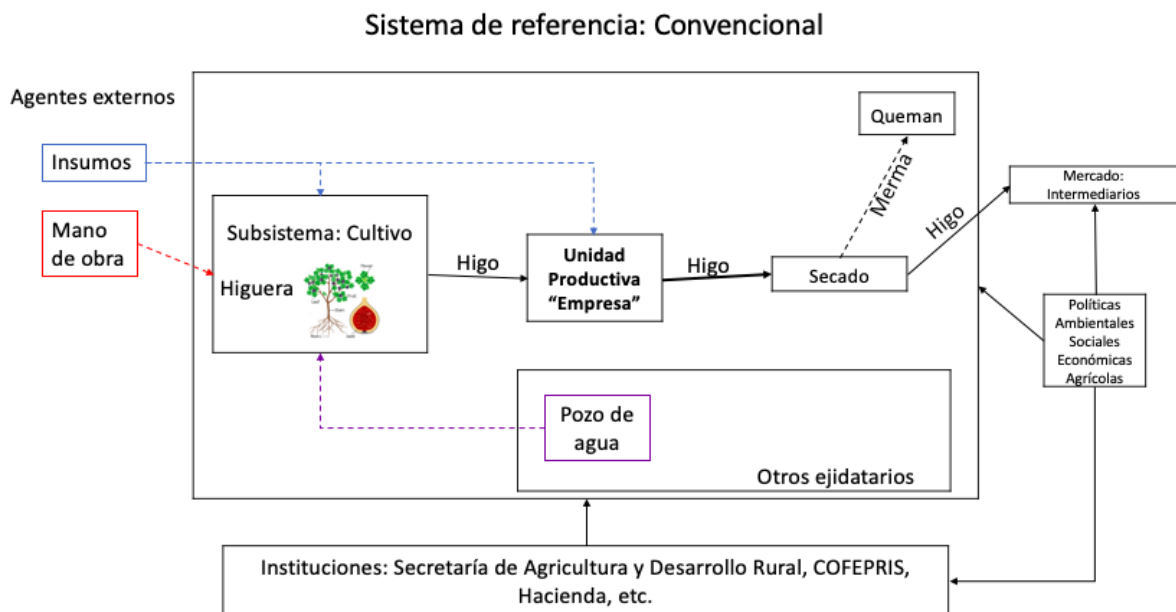 Sistema de referencia: Convencional
Agentes externos
Insumos
Mano
de obra
Subsistema: Cultivo
Higuera
Higo
Unidad
Productiva
“Empresa”
Higo
Secado
Merma
Queman
Higo
Mercado:
Intermediarios
Políticas
Ambientales
Sociales
Económicas
Agrícolas
Pozo de
agua
Otros ejidatarios
Instituciones: Secretaría de Agricultura y Desarrollo Rural, COFEPRIS,
Hacienda, etc.